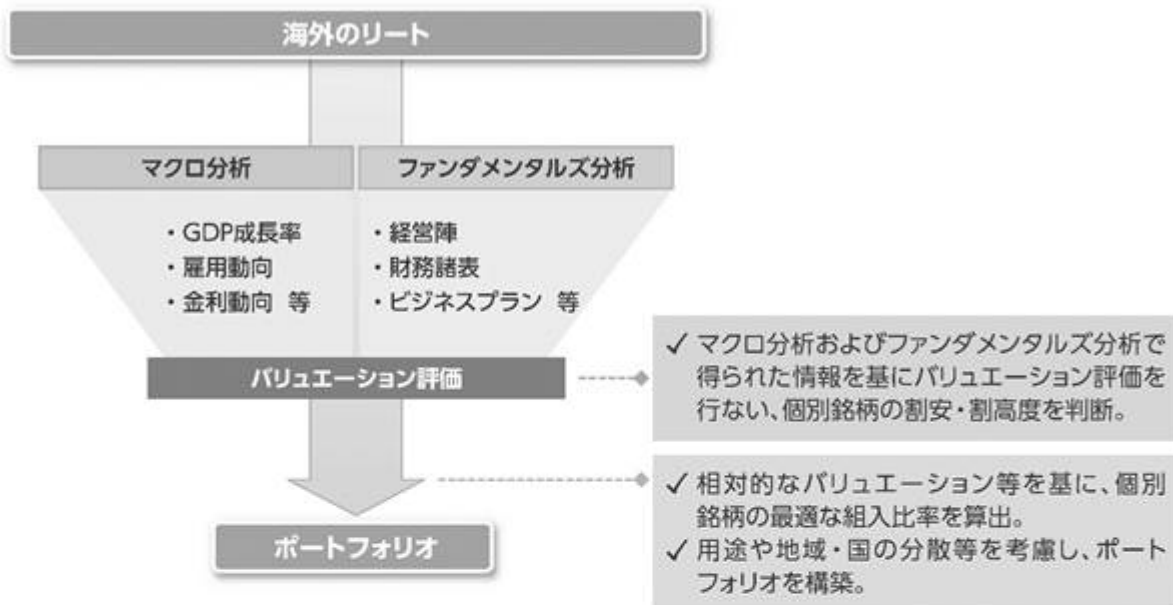 海外のリート
マクロ分析
ファンダメンタルズ分析
・GDP成長率
・雇用動向
・金利動向 等
・経営陣
・財務諸表
・ビジネスプラン 等
バリュエーション評価
✓ マクロ分析およびファンダメンタルズ分析で
得られた情報を基にバリュエーション評価を
行ない、個別銘柄の割安・割高度を判断。
✓ 相対的なバリュエーション等を基に、個別
銘柄の最適な組入比率を算出。
✓ 用途や地域・国の分散等を考慮し、ポート
フォリオを構築。
ポートフォリオ